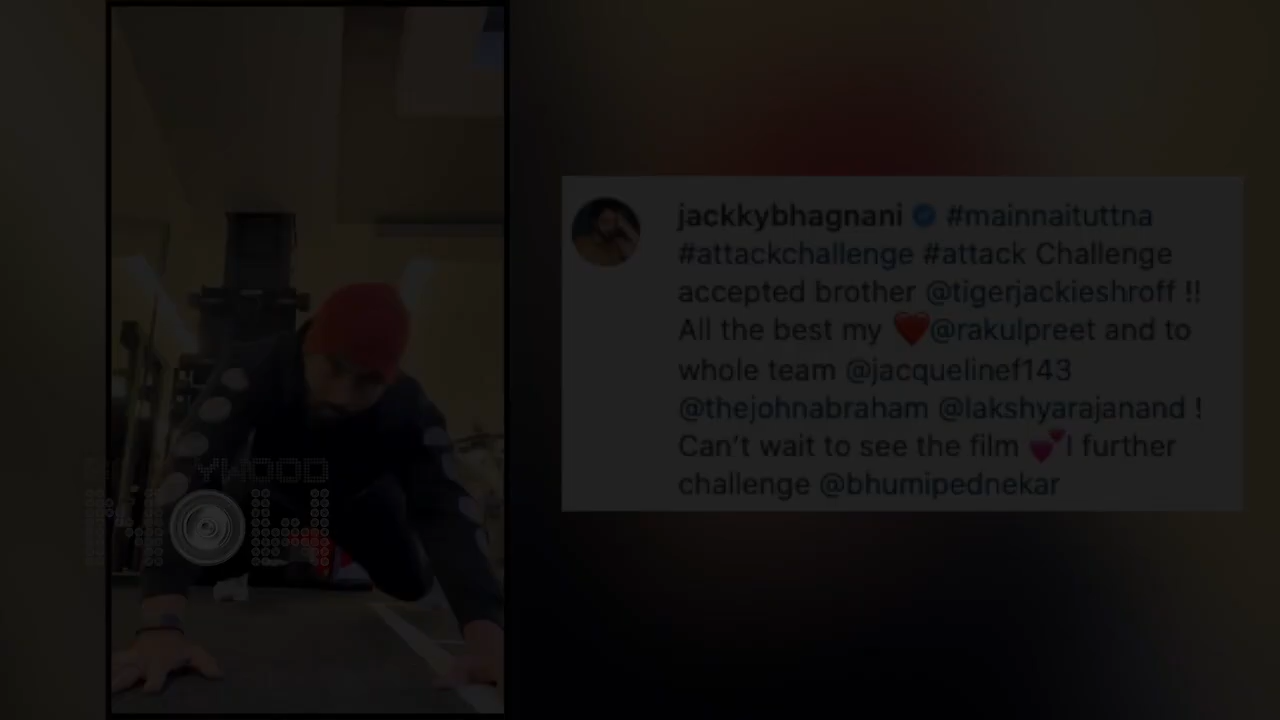 jackkybhagnani #mainnaituttna
#attackchallenge #attack Challenge
accepted brother @tigerjackieshroff !!
All the best my ❤️@rakulpreet and to
whole team @jacquelinef143
@thejohnabraham @lakshyarajanand !
Can't wait to see the film 💕I further
challenge @bhumipednekar